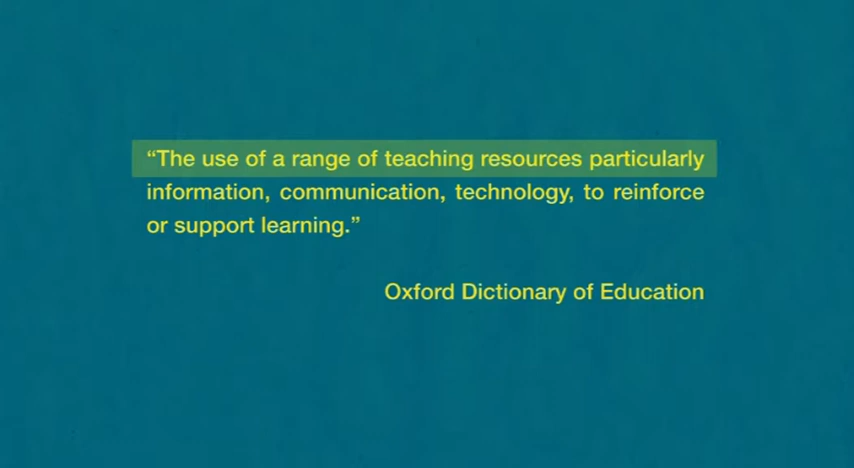 “The use of a range of teaching resources particularly
information, communication, technology, to reinforce
or support learning.”
Oxford Dictionary of Education